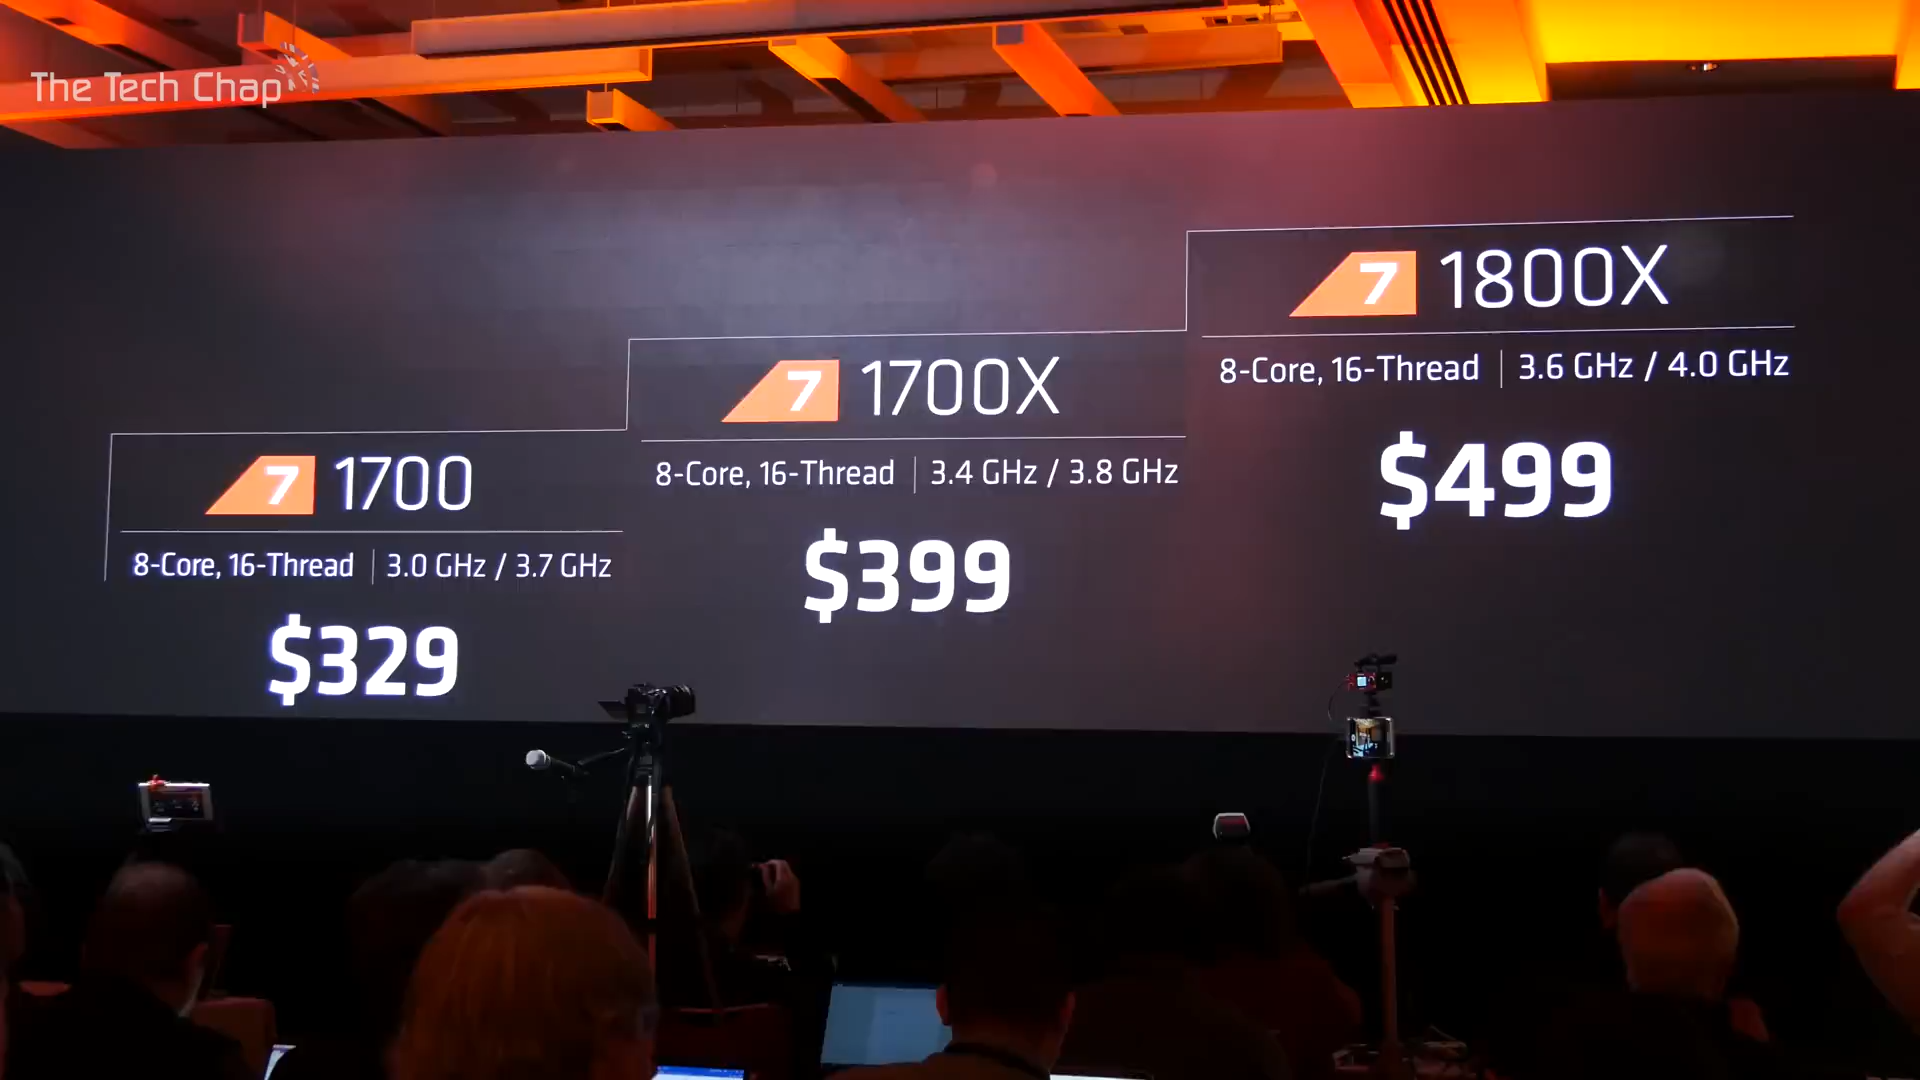 The Tech Chap
7 1800X
8-Core, 16-Thread | 3.6 GHz / 4.0 GHz
$499
7 1700X
8-Core, 16-Thread | 3.4 GHz / 3.8 GHz
$399
7 1700
8-Core, 16-Thread | 3.0 GHz / 3.7 GHz
$329